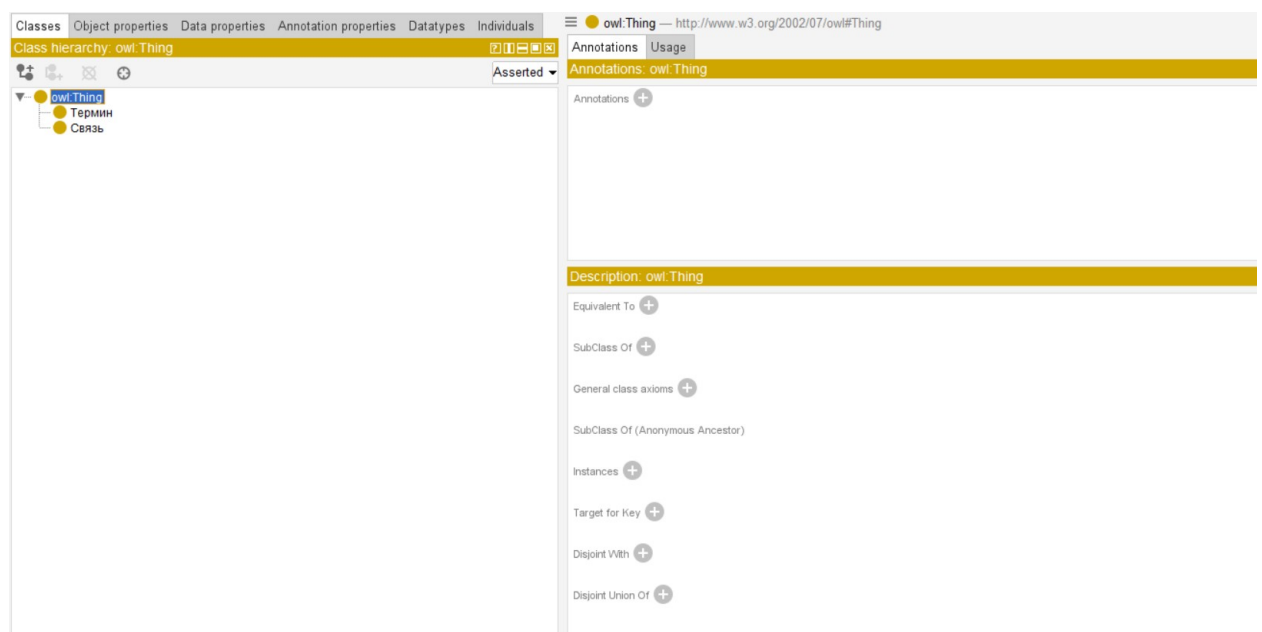 Classes Object properties Data properties Annotation properties Datatypes Individuals
Class hierarchy: owl:Thing
Asserted
owl:Thing
Термин
Связь
owl:Thing — http://www.w3.org/2002/07/owl#Thing
Annotations Usage
Annotations: owl:Thing
Annotations
Description: owl:Thing
Equivalent To
SubClass Of
General class axioms
SubClass Of (Anonymous Ancestor)
Instances
Target for Key
Disjoint With
Disjoint Union Of